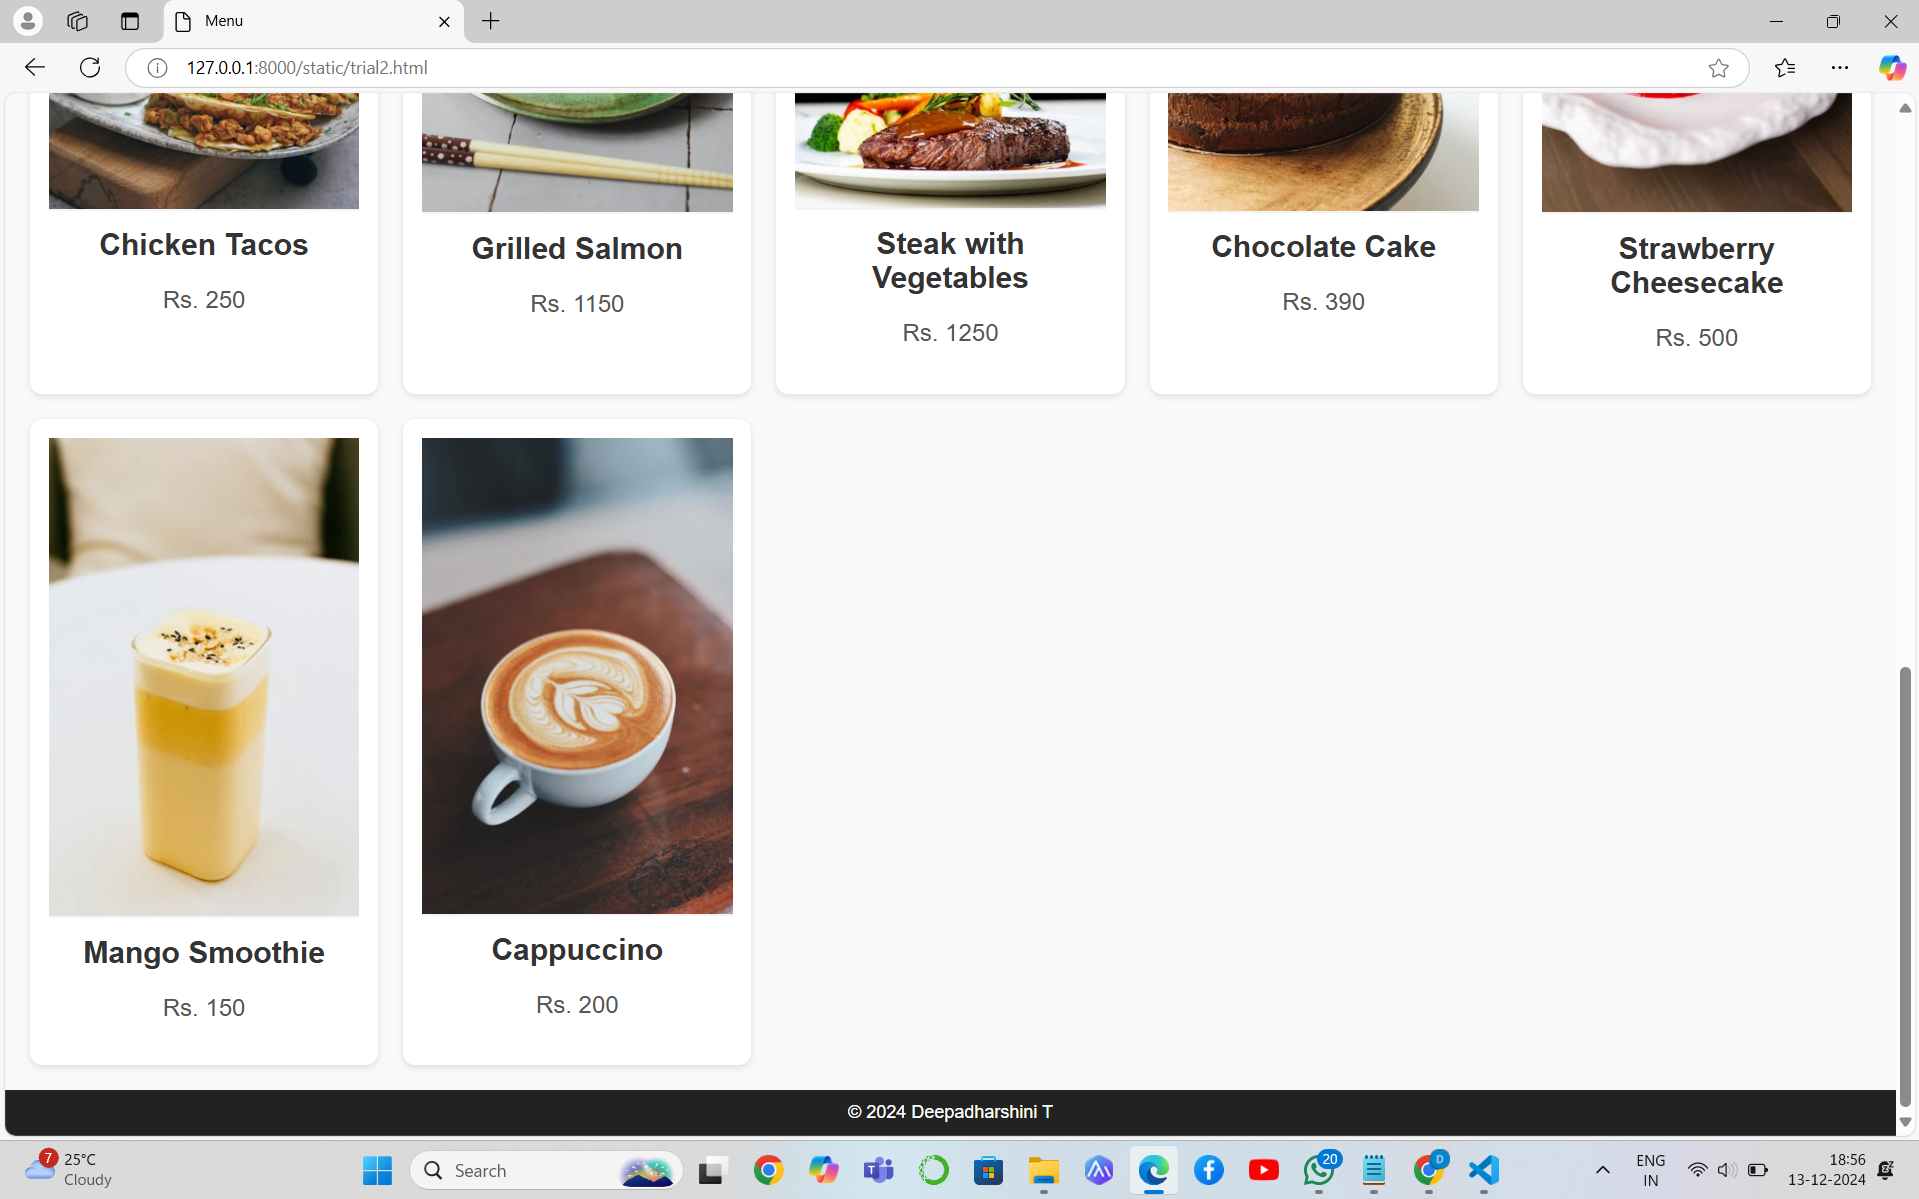 Menu
127.0.0.1:8000/static/trial2.html
Chicken Tacos
Rs. 250
Grilled Salmon
Rs. 1150
Steak with
Vegetables
Rs. 1250
Chocolate Cake
Rs. 390
Strawberry
Cheesecake
Rs. 500
Mango Smoothie
Rs. 150
Cappuccino
Rs. 200
© 2024 Deepadharshini T
7
25°C
Cloudy
Search
20
D
ENG
IN
18:56
13-12-2024